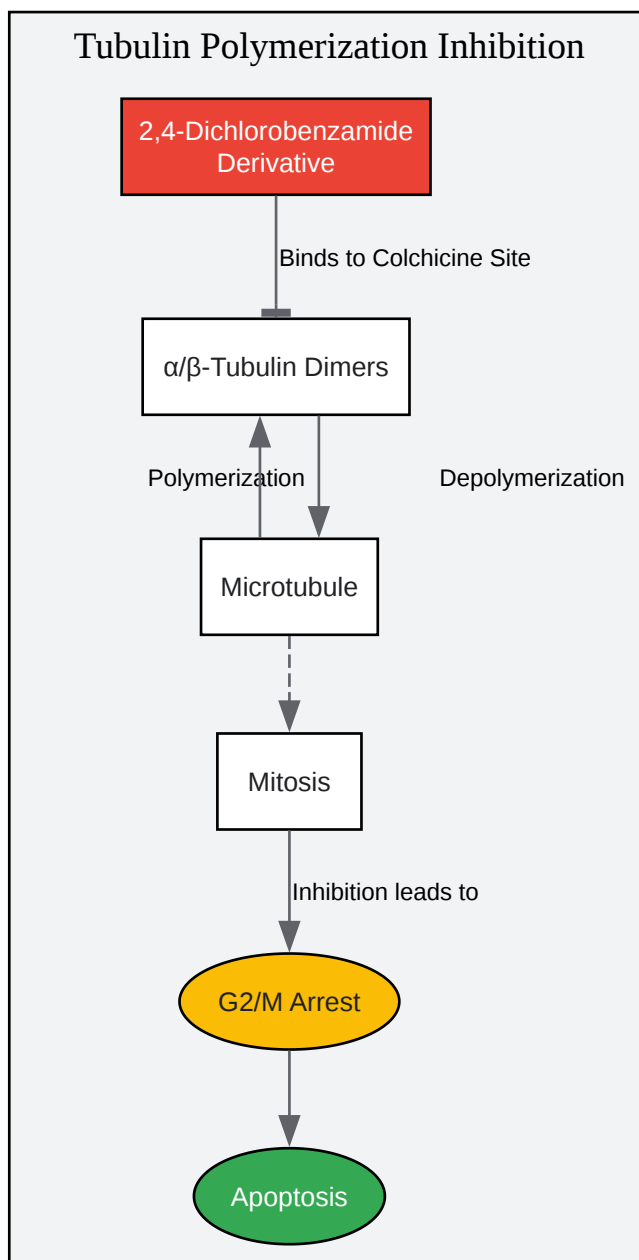 Tubulin Polymerization Inhibition
2,4-Dichlorobenzamide
Derivative
Binds to Colchicine Site
α/β-Tubulin Dimers
Polymerization
Depolymerization
Microtubule
Mitosis
Inhibition leads to
G2/M Arrest
Apoptosis